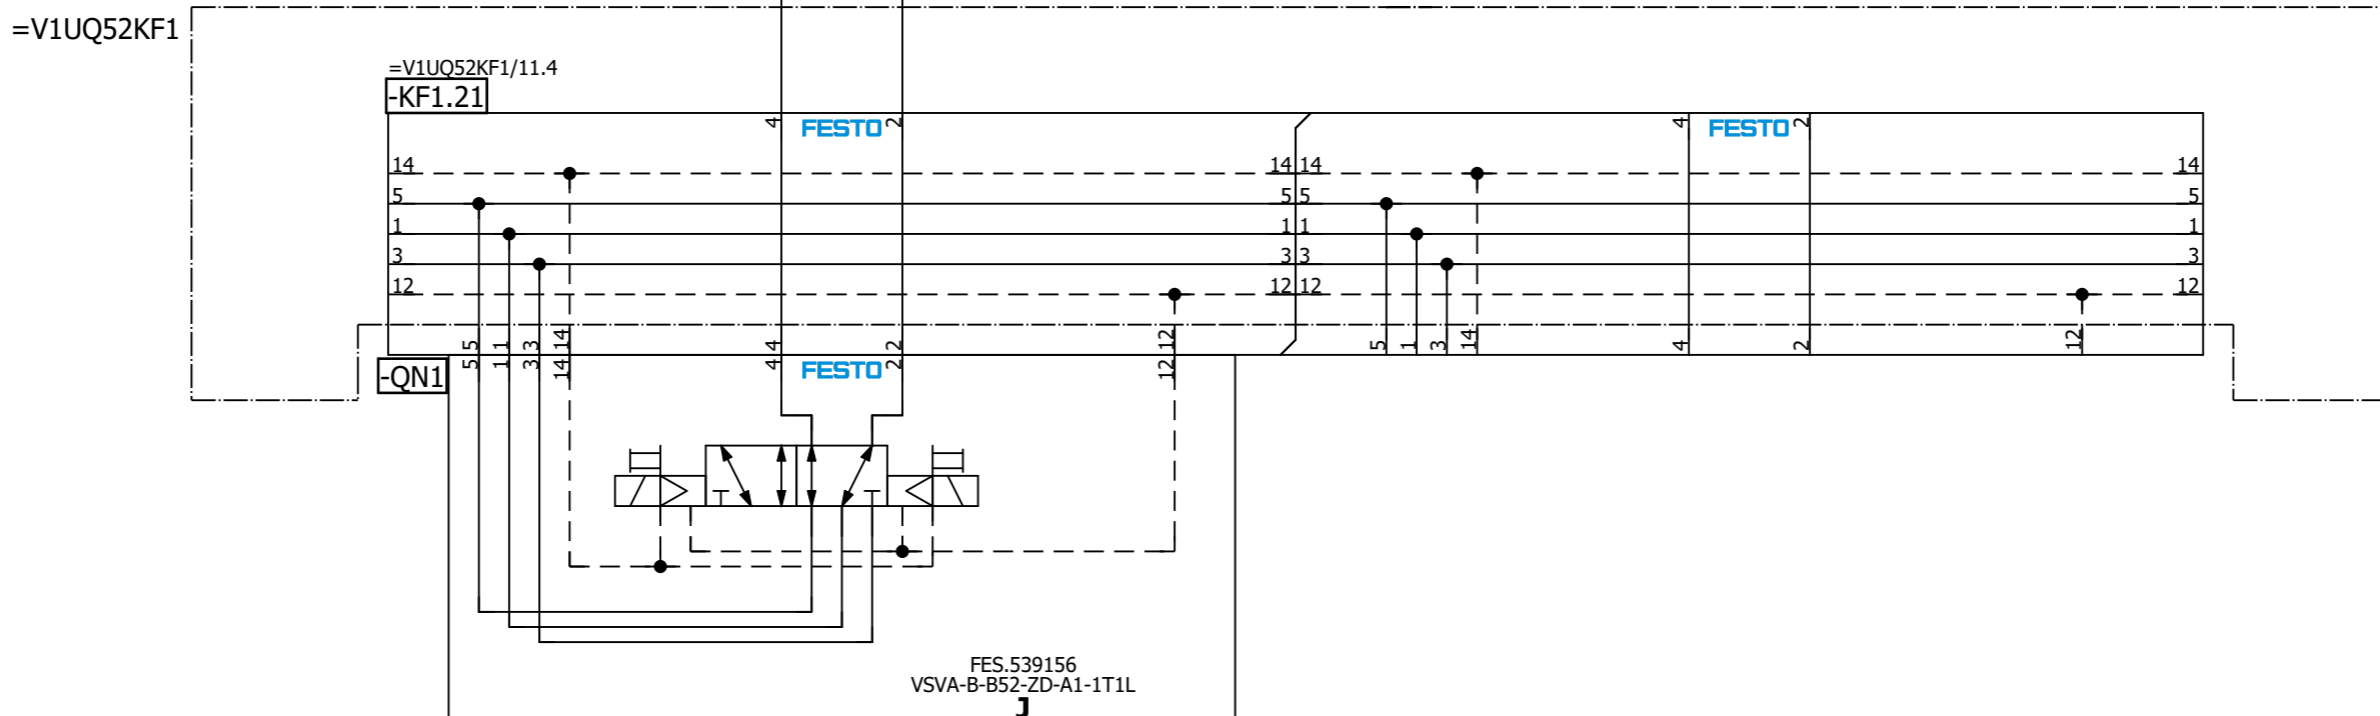 =V1UQ52KF1
=V1UQ52KF1/11.4
-KF1.21
4 FESTO 2 4 FESTO 2
14 14 14 14
5 5 5 5
1 1 1 1
3 3 3 3
12 12 12 12
5 1 3 14 4 2 12 5 1 3 14 4 2 12
-QN1 5 1 3 14 4 FESTO 2 12
FES.539156
VSVA-B-B52-ZD-A1-1T1L
J